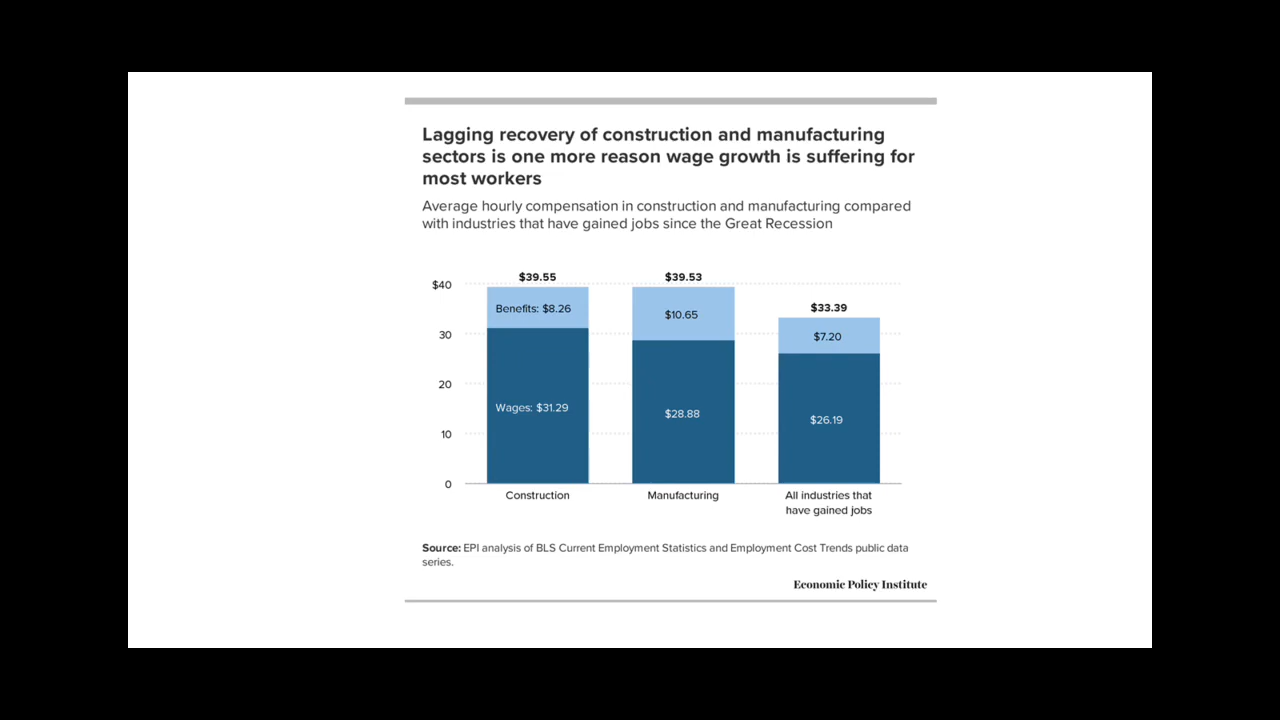 Lagging recovery of construction and manufacturing
sectors is one more reason wage growth is suffering for
most workers
Average hourly compensation in construction and manufacturing compared
with industries that have gained jobs since the Great Recession
$39.55
$39.53
$33.39
$40
30
20
10
0
Benefits: $8.26
$10.65
$7.20
Wages: $31.29
$28.88
$26.19
Construction
Manufacturing
All industries that
have gained jobs
Source: EPI analysis of BLS Current Employment Statistics and Employment Cost Trends public data
series.
Economic Policy Institute